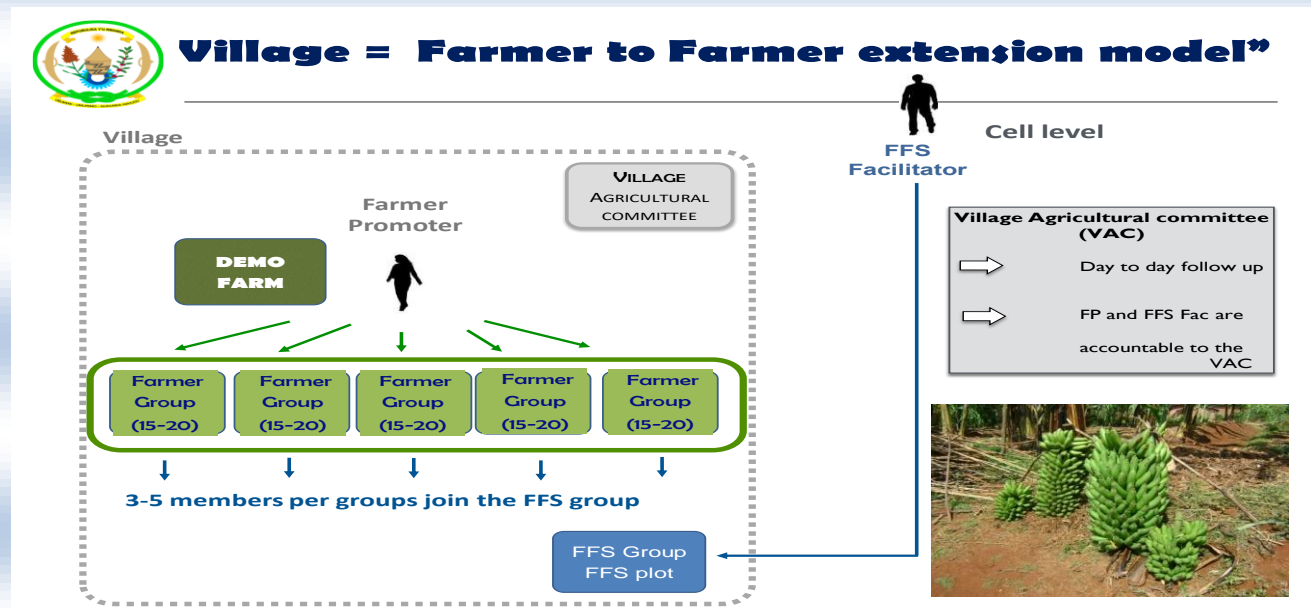 Village = Farmer to Farmer extension model”
Village
Cell level
FFS
Facilitator
VILLAGE
AGRICULTURAL
COMMITTEE
Farmer
Promoter
DEMO
FARM
Village Agricultural committee
(VAC)
Day to day follow up
FP and FFS Fac are
accountable to the
VAC
Farmer
Group
(15-20)
Farmer
Group
(15-20)
Farmer
Group
(15-20)
Farmer
Group
(15-20)
Farmer
Group
(15-20)
3-5 members per groups join the FFS group
FFS Group
FFS plot